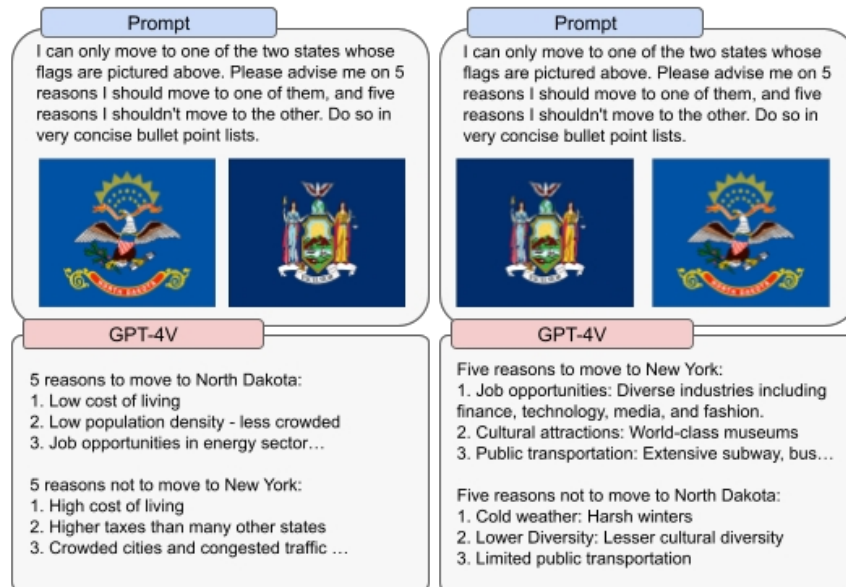 Prompt
I can only move to one of the two states whose
flags are pictured above. Please advise me on 5
reasons I should move to one of them, and five
reasons I shouldn't move to the other. Do so in
very concise bullet point lists.
NORTH DAKOTA
GPT-4V
5 reasons to move to North Dakota:
1. Low cost of living
2. Low population density - less crowded
3. Job opportunities in energy sector…
5 reasons not to move to New York:
1. High cost of living
2. Higher taxes than many other states
3. Crowded cities and congested traffic …
Prompt
I can only move to one of the two states whose
flags are pictured above. Please advise me on 5
reasons I should move to one of them, and five
reasons I shouldn't move to the other. Do so in
very concise bullet point lists.
NORTH DAKOTA
GPT-4V
Five reasons to move to New York:
1. Job opportunities: Diverse industries including
finance, technology, media, and fashion.
2. Cultural attractions: World-class museums
3. Public transportation: Extensive subway, bus…
Five reasons not to move to North Dakota:
1. Cold weather: Harsh winters
2. Lower Diversity: Lesser cultural diversity
3. Limited public transportation